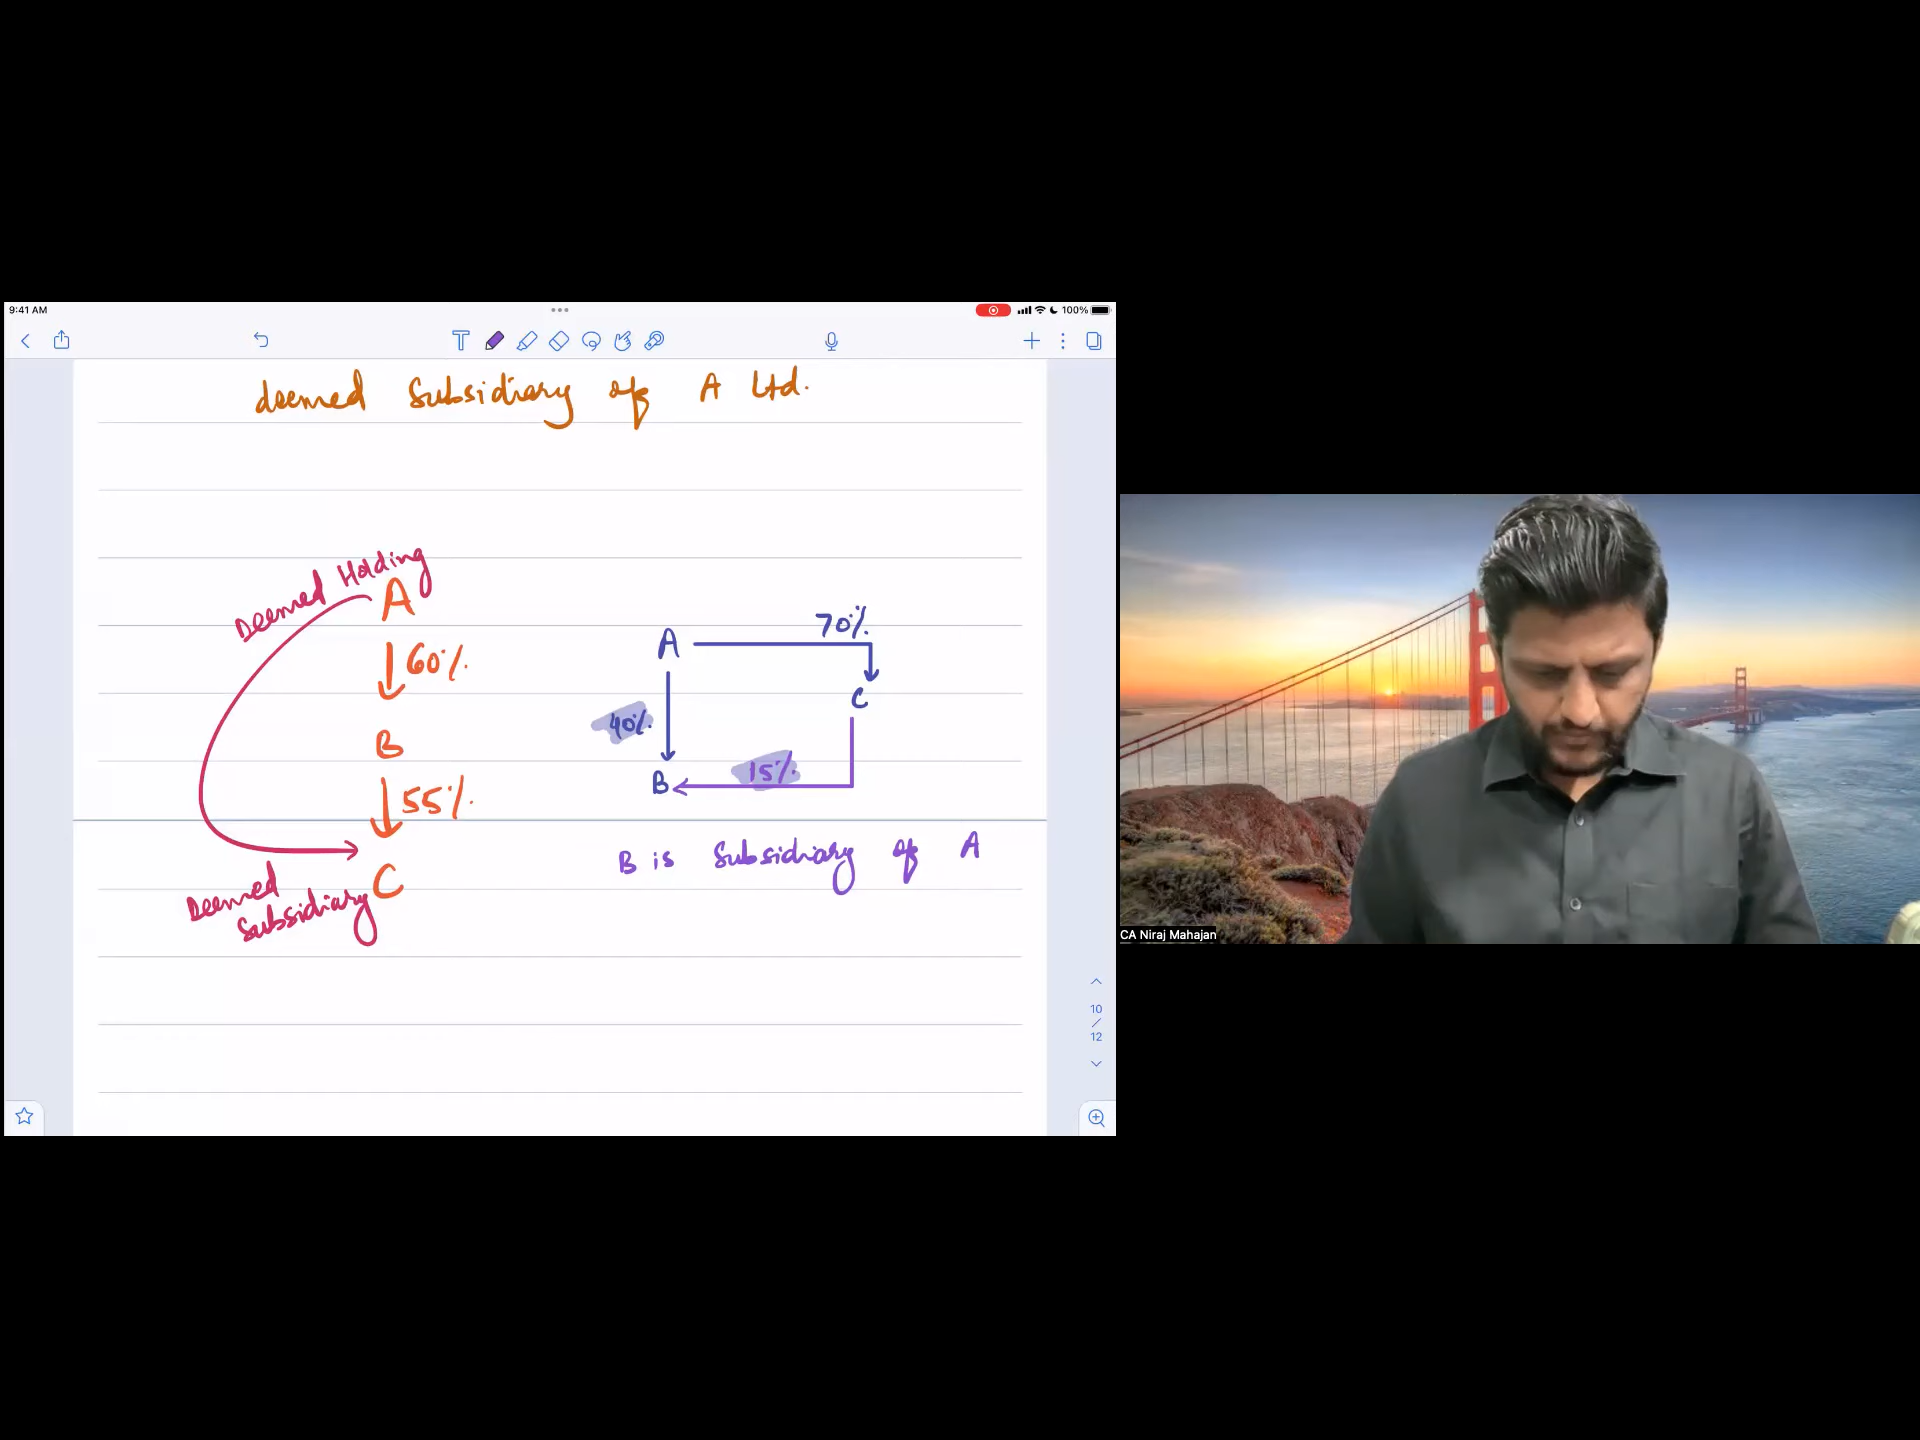 9:41 AM
100%
deemed Subsidiary of A Ltd.
Deemed Holding
A
60%.
B
55%.
C
Deemed
Subsidiary
70%.
A
C
40%.
15%.
B
B is Subsidiary of A
10
/
12
CA Niraj Mahajan